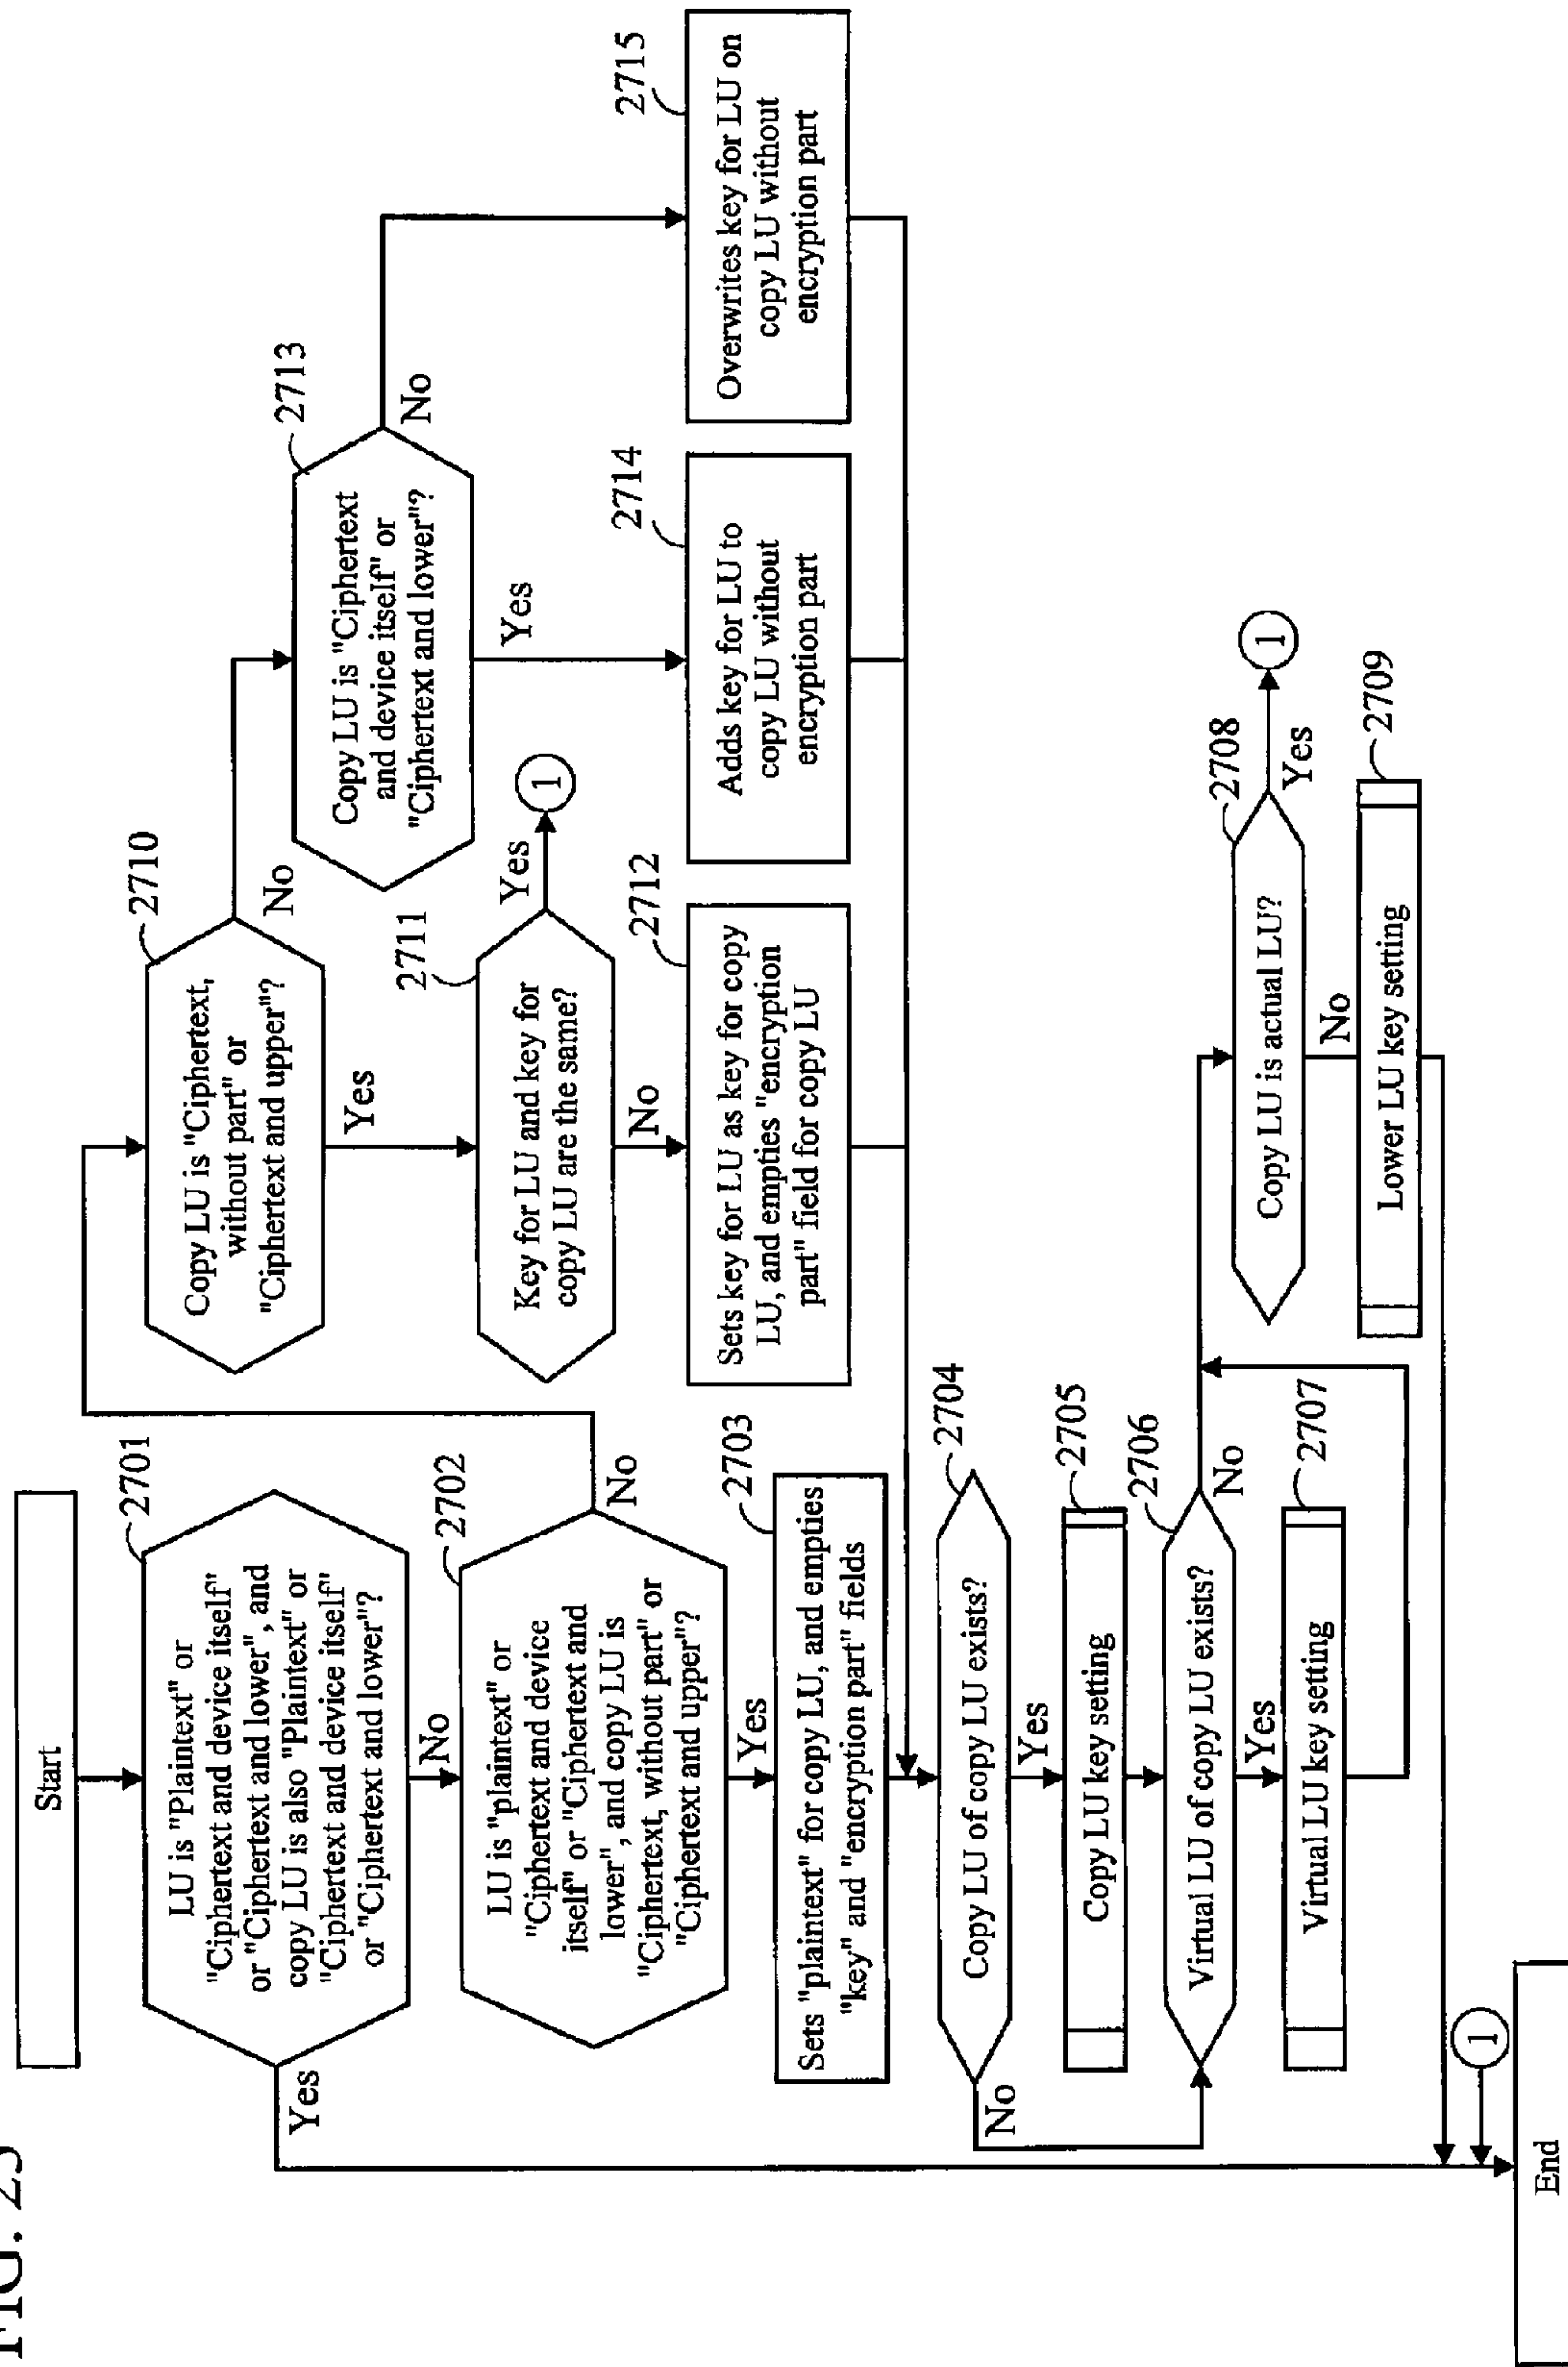 FIG. 25
Start
2701
LU is "Plaintext" or
"Ciphertext and device itself"
or "Ciphertext and lower", and
copy LU is also "Plaintext" or
"Ciphertext and device itself"
or "Ciphertext and lower"?
Yes
No
2702
LU is "plaintext" or
"Ciphertext and device
itself" or "Ciphertext and
lower", and copy LU is
"Ciphertext, without part" or
"Ciphertext and upper"?
No
Yes
2703
Sets "plaintext" for copy LU, and empties
"key" and "encryption part" fields
2704
Copy LU of copy LU exists?
No
Yes
2705
Copy LU key setting
2706
Virtual LU of copy LU exists?
No
Yes
2707
Virtual LU key setting
2708
Copy LU is actual LU?
Yes
1
No
2709
Lower LU key setting
1
End
2710
Copy LU is "Ciphertext,
without part" or
"Ciphertext and upper"?
No
Yes
2711
Key for LU and key for
copy LU are the same?
Yes
1
No
2712
Sets key for LU as key for copy
LU, and empties "encryption
part" field for copy LU
2713
Copy LU is "Ciphertext
and device itself" or
"Ciphertext and lower"?
No
Yes
2714
Adds key for LU to
copy LU without
encryption part
2715
Overwrites key for LU on
copy LU without
encryption part